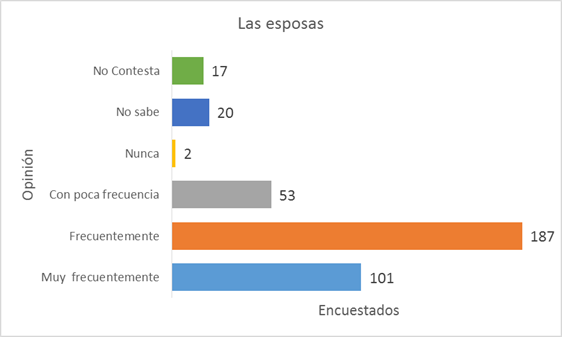 Las esposas
No Contesta 17
No sabe 20
Nunca 2
Opinión
Con poca frecuencia 53
Frecuentemente 187
Muy frecuentemente 101
Encuestados